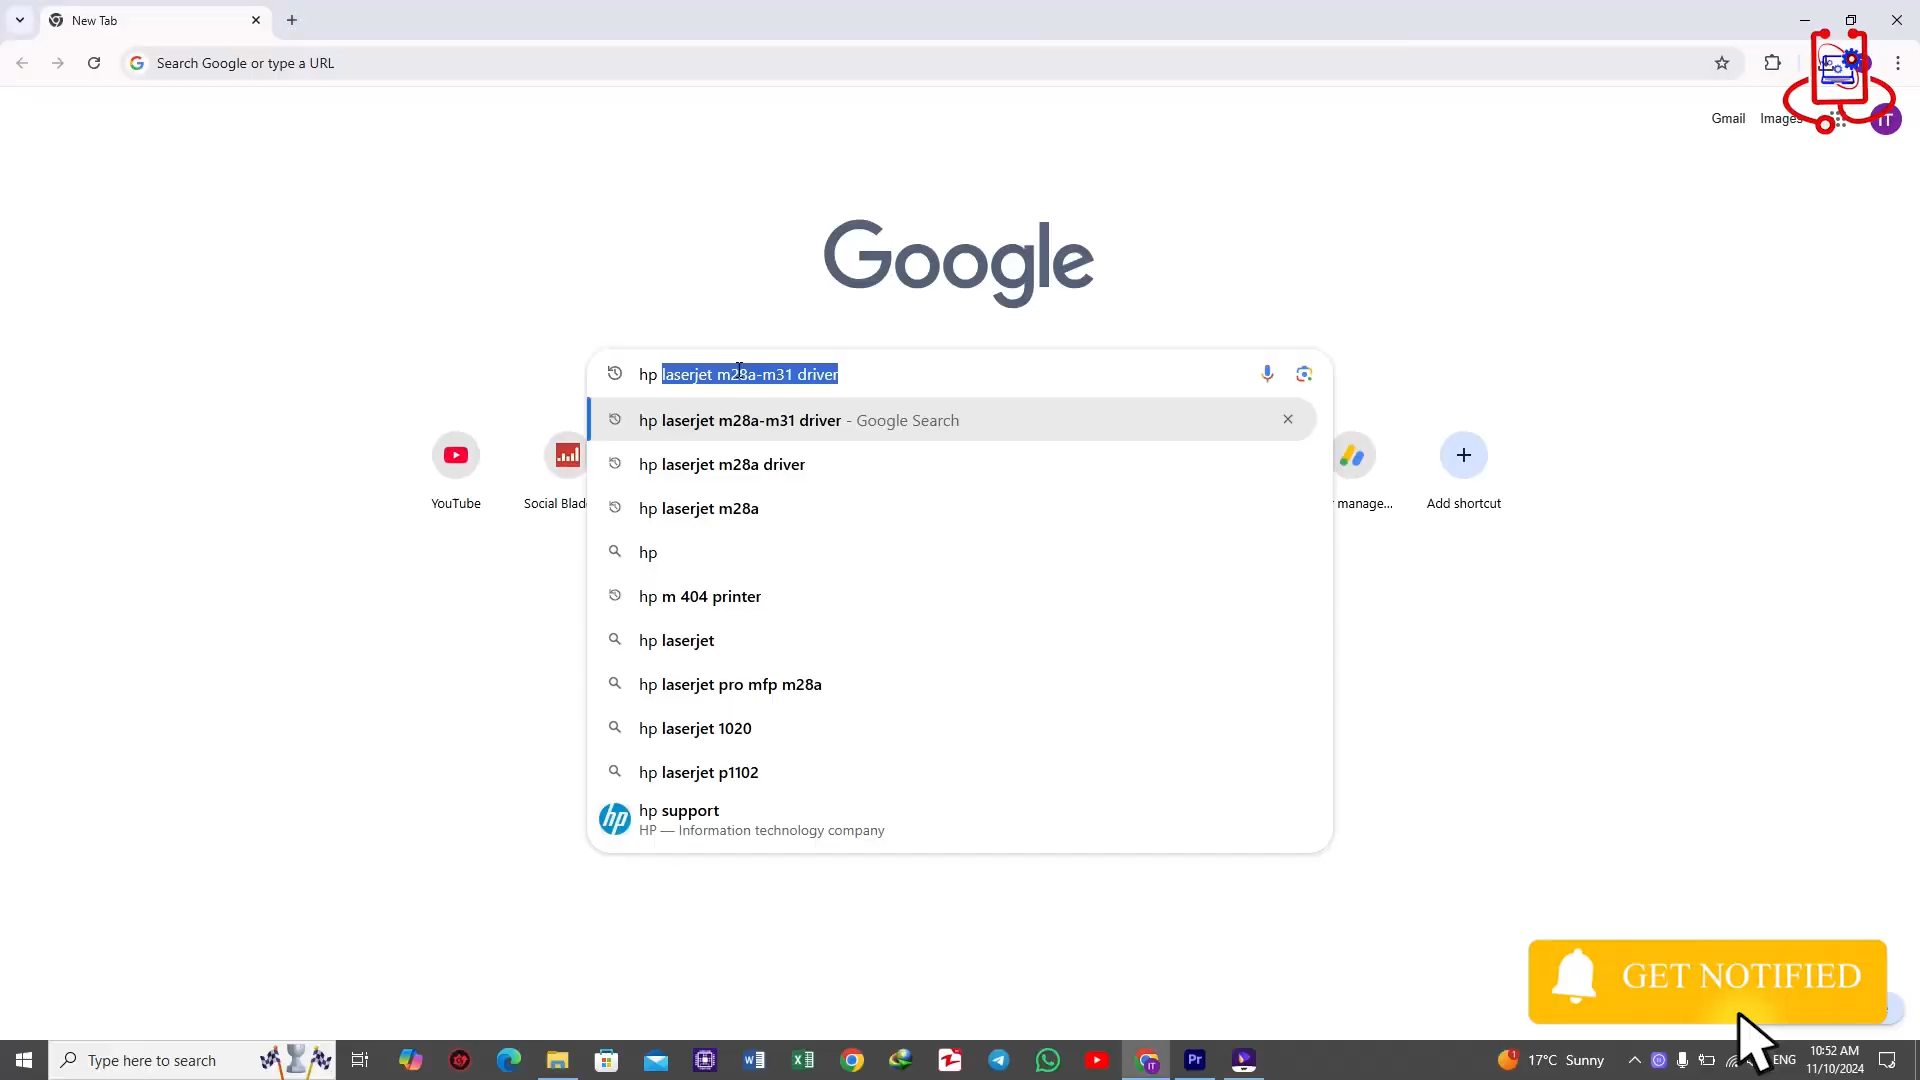 New Tab
Search Google or type a URL
Gmail
Images
IT
Google
hp laserjet m28a-m31 driver
hp laserjet m28a-m31 driver - Google Search
hp laserjet m28a driver
hp laserjet m28a
hp
hp m 404 printer
hp laserjet
hp laserjet pro mfp m28a
hp laserjet 1020
hp laserjet p1102
hp support
HP — Information technology company
YouTube
Social Blad
manage...
Add shortcut
GET NOTIFIED
Type here to search
17°C Sunny
ENG
10:52 AM
11/10/2024